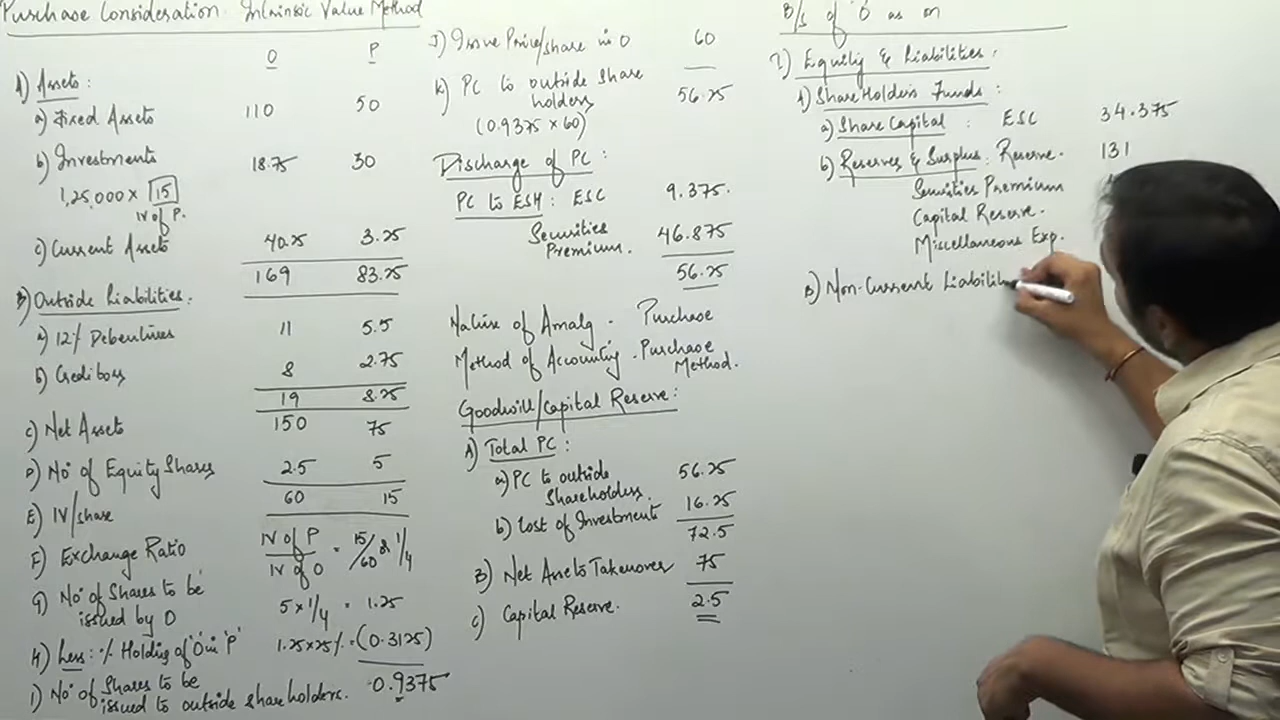 Purchase Consideration. Intrinsic Value Method
O P
A) Assets:
a) Fixed Assets 110 50
b) Investments 18.75 30
1,25,000 × 15
IV of P.
c) Current Assets 40.25 3.25
169 83.25
B) Outside Liabilities.
a) 12% Debentures 11 5.5
b) Creditors 8 2.75
19 8.25
C) Net Assets 150 75
D) No of Equity Shares 2.5 5
E) IV/share 60 15
F) Exchange Ratio IV of P / IV of O = 15/60 & 1/4
G) No of Shares to be
issued by O 5 × 1/4 = 1.25
H) Less: % Holding of 'O' in 'P' 1.25×25% = (0.3125)
I) No of Shares to be
issued to outside shareholders. 0.9375
J) Issue Price/share in O 60
K) PC to outside share
holders 56.25
(0.9375 × 60)
Discharge of PC:
PC to ESH: ESC 9.375.
Securities
Premium. 46.875
56.25
Nature of Amalg. Purchase
Method of Accounting. Purchase
Method.
Goodwill/Capital Reserve:
A) Total PC:
a) PC to outside
Shareholders. 56.25
b) Cost of Investment 16.25
72.5
B) Net Assets Takenover 75
C) Capital Reserve. 2.5
B/s of 'O' as on
I) Equity & Liabilities.
A) ShareHolders Funds:
a) Share Capital: ESC 34.375
b) Reserves & Surplus: Reserve. 131
Securities Premium
Capital Reserve.
Miscellaneous Exp.
B) Non-Current